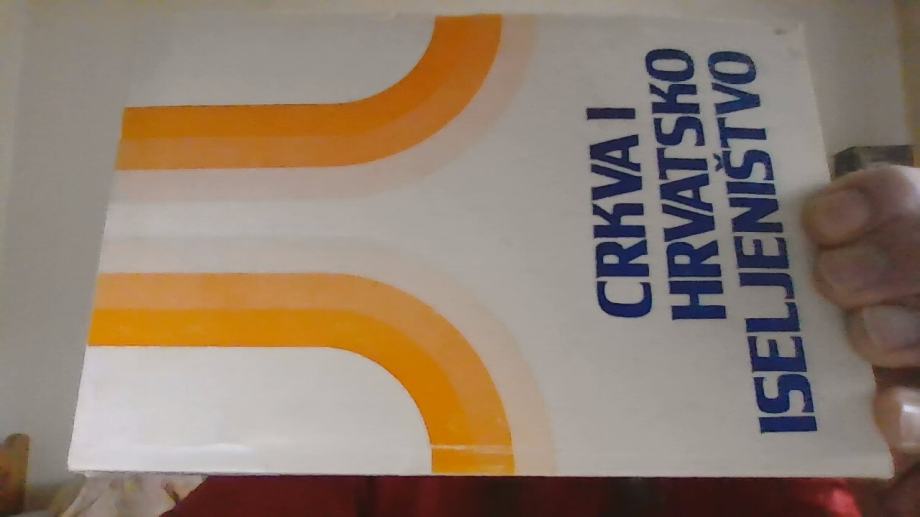 CRKVA I
HRVATSKO
ISELJENIŠTVO